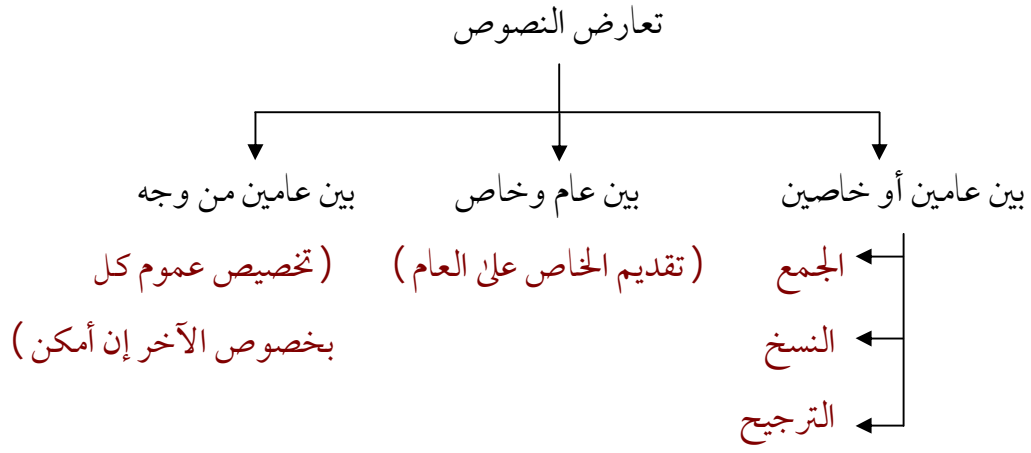 تعارض النصوص
بين عامين أو خاصين
بين عام وخاص
بين عامين من وجه
الجمع
(تقديم الخاص على العام)
(تخصيص عموم كل
النسخ
بخصوص الآخر إن أمكن)
الترجيح